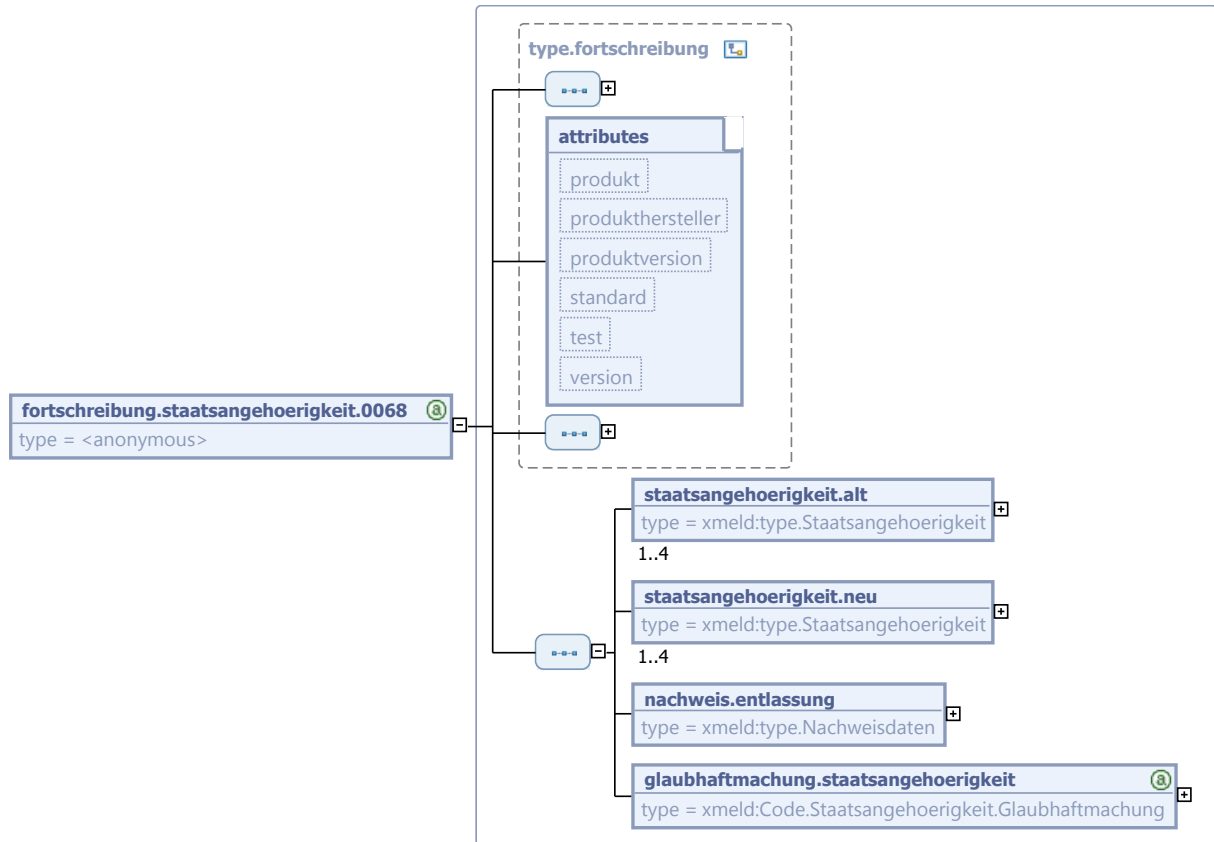 type.fortschreibung
attributes
produkt
produkthersteller
produktversion
standard
test
version
fortschreibung.staatsangehoerigkeit.0068
type = <anonymous>
staatsangehoerigkeit.alt
type = xmeld:type.Staatsangehoerigkeit
1..4
staatsangehoerigkeit.neu
type = xmeld:type.Staatsangehoerigkeit
1..4
nachweis.entlassung
type = xmeld:type.Nachweisdaten
glaubhaftmachung.staatsangehoerigkeit
type = xmeld:Code.Staatsangehoerigkeit.Glaubhaftmachung